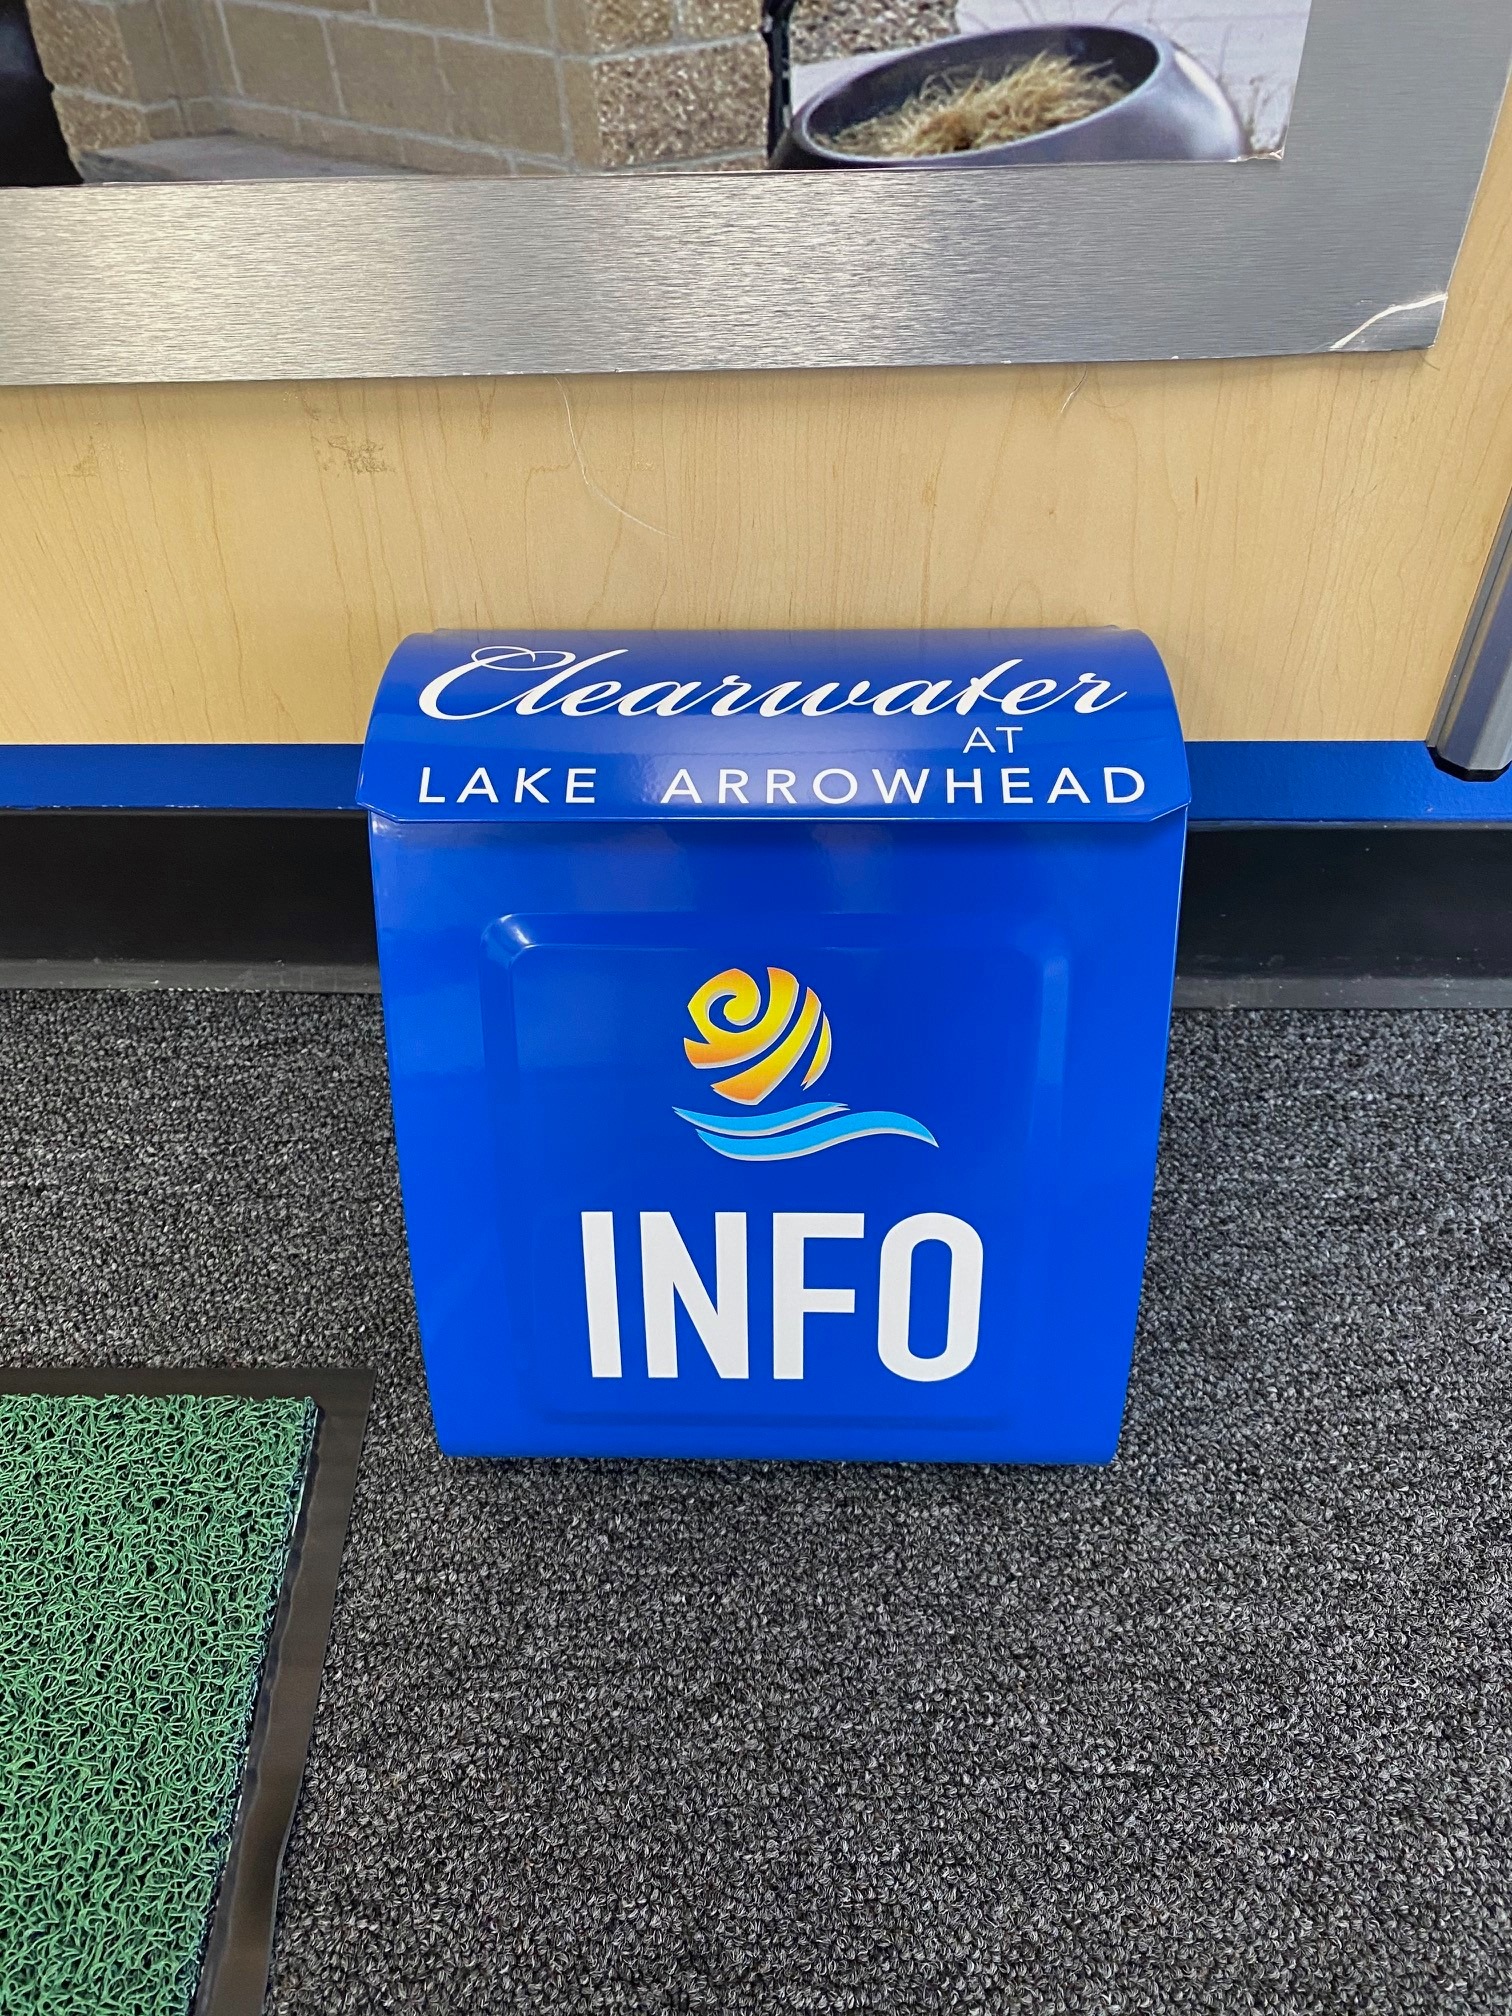 Clearwater
AT
LAKE ARROWHEAD
INFO